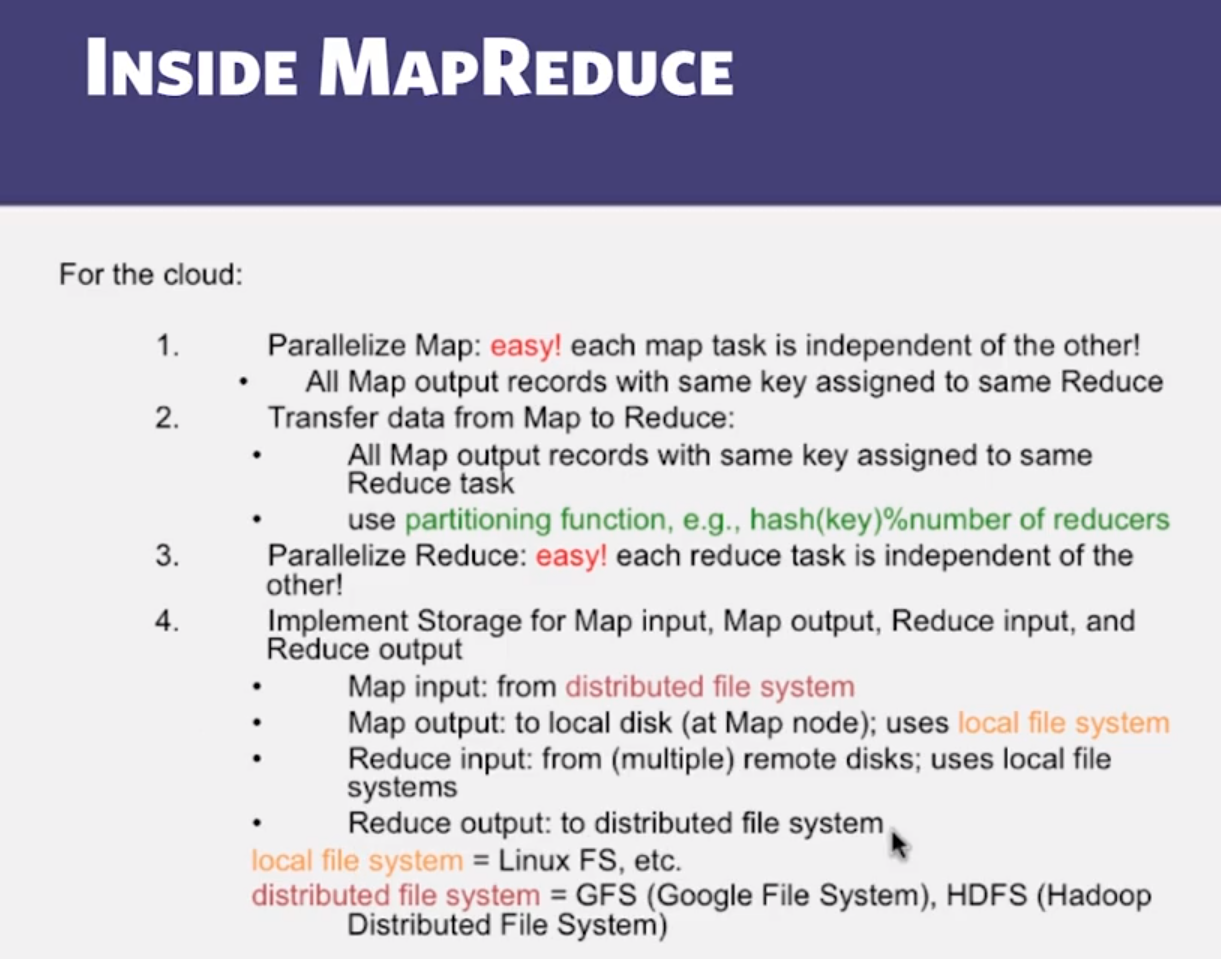 INSIDE MAPREDUCE
For the cloud:
1. Parallelize Map: easy! each map task is independent of the other!
• All Map output records with same key assigned to same Reduce
2. Transfer data from Map to Reduce:
• All Map output records with same key assigned to same
Reduce task
• use partitioning function, e.g., hash(key)%number of reducers
3. Parallelize Reduce: easy! each reduce task is independent of the
other!
4. Implement Storage for Map input, Map output, Reduce input, and
Reduce output
• Map input: from distributed file system
• Map output: to local disk (at Map node); uses local file system
• Reduce input: from (multiple) remote disks; uses local file
systems
• Reduce output: to distributed file system
local file system = Linux FS, etc.
distributed file system = GFS (Google File System), HDFS (Hadoop
Distributed File System)